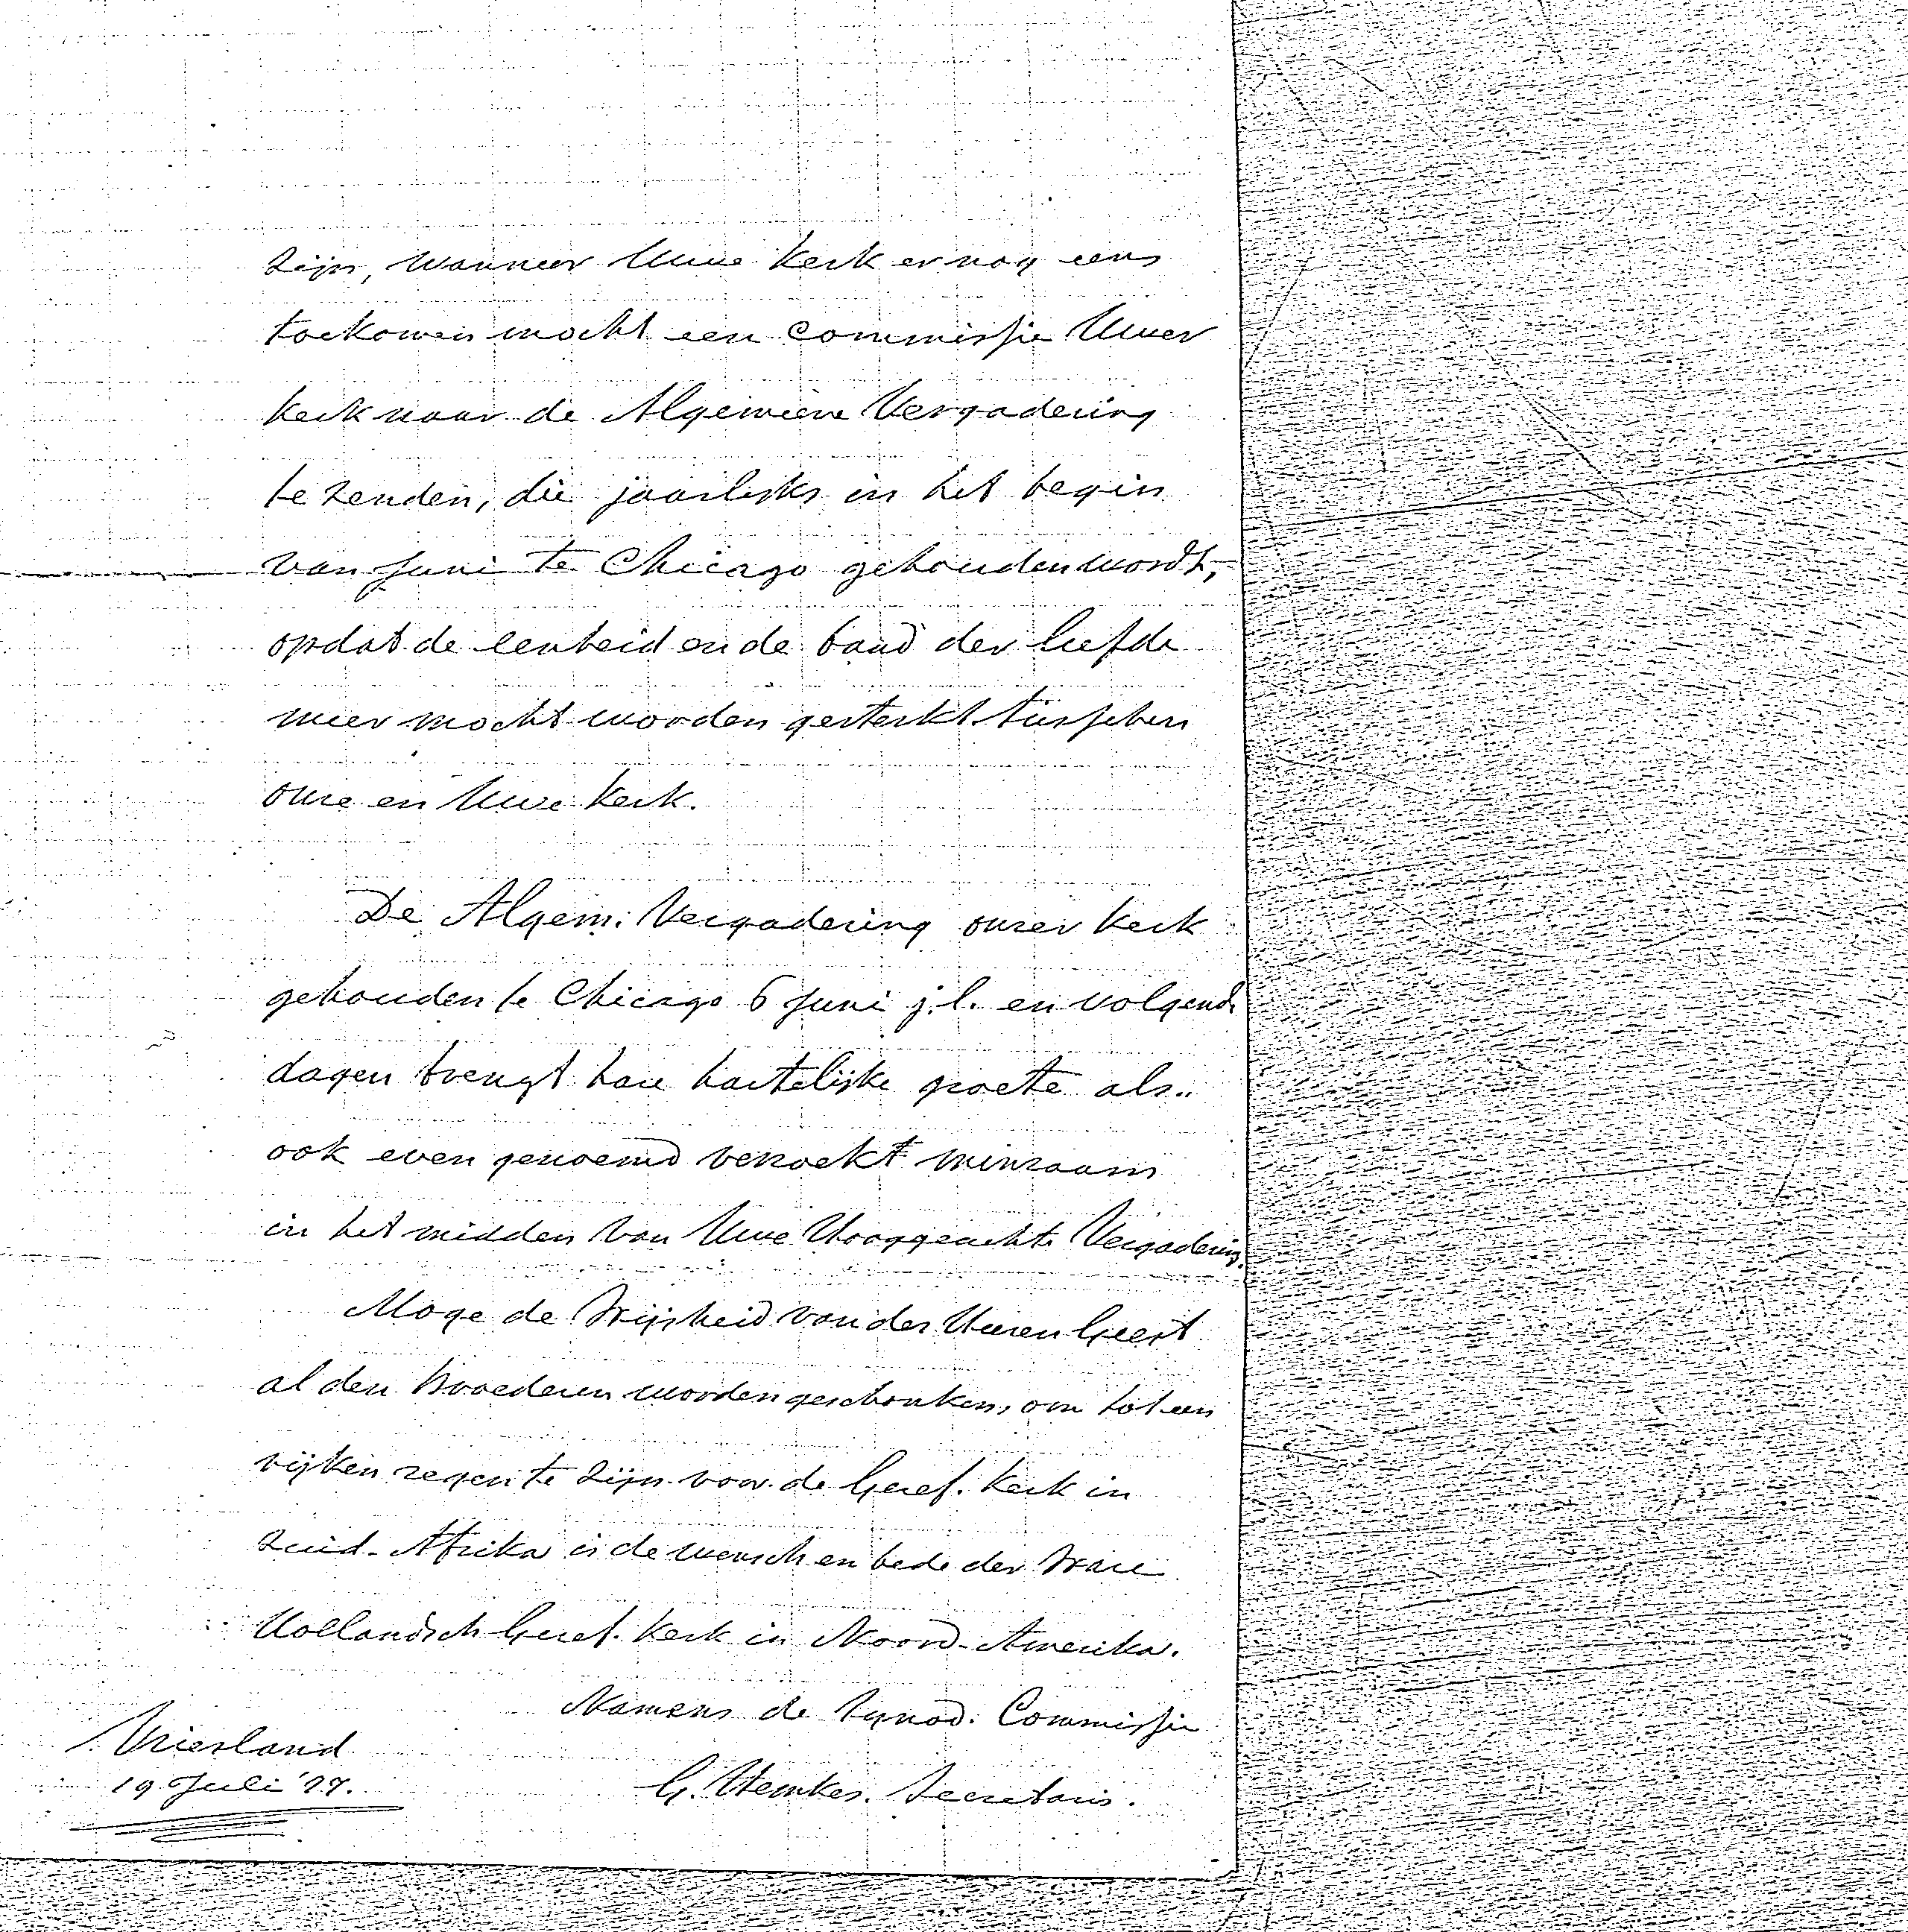 zijn, wanneer Uwe Kerk er nog eens
toekomen mocht een commissie Uwer
Kerk naar de Algemeene Vergadering
te zenden, die jaarlijks in het begin
van Juni te Chicago gehouden wordt,
opdat de eenheid en de band der liefde
meer mocht worden gesterkt tusschen
onze en Uwe Kerk.
De Algem. Vergadering onzer Kerk
gehouden te Chicago 6 Juni j.l. en volgende
dagen brengt hare hartelijke groete als..
ook even genoemd verzoekt minzaam
in het midden van Uwe Hooggeachte Vergadering.
Moge de Wijsheid van des Heeren Geest
al den broederen worden geschonken, om tot een
rijken zegen te zijn voor de Geref. Kerk in
Zuid-Afrika is de wensch en bede der Ware
Hollandsch Geref. Kerk in Noord-Amerika.
Namens de Synod. Commissie
Vriesland
19 Juli '77.
G. Hemkes. Secretaris.